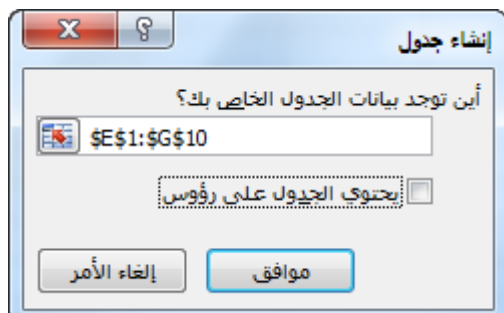 إنشاء جدول
أين توجد بيانات الجدول الخاص بك؟
$E$1:$G$10
يحتوي الجدول على رؤوس
موافق
إلغاء الأمر